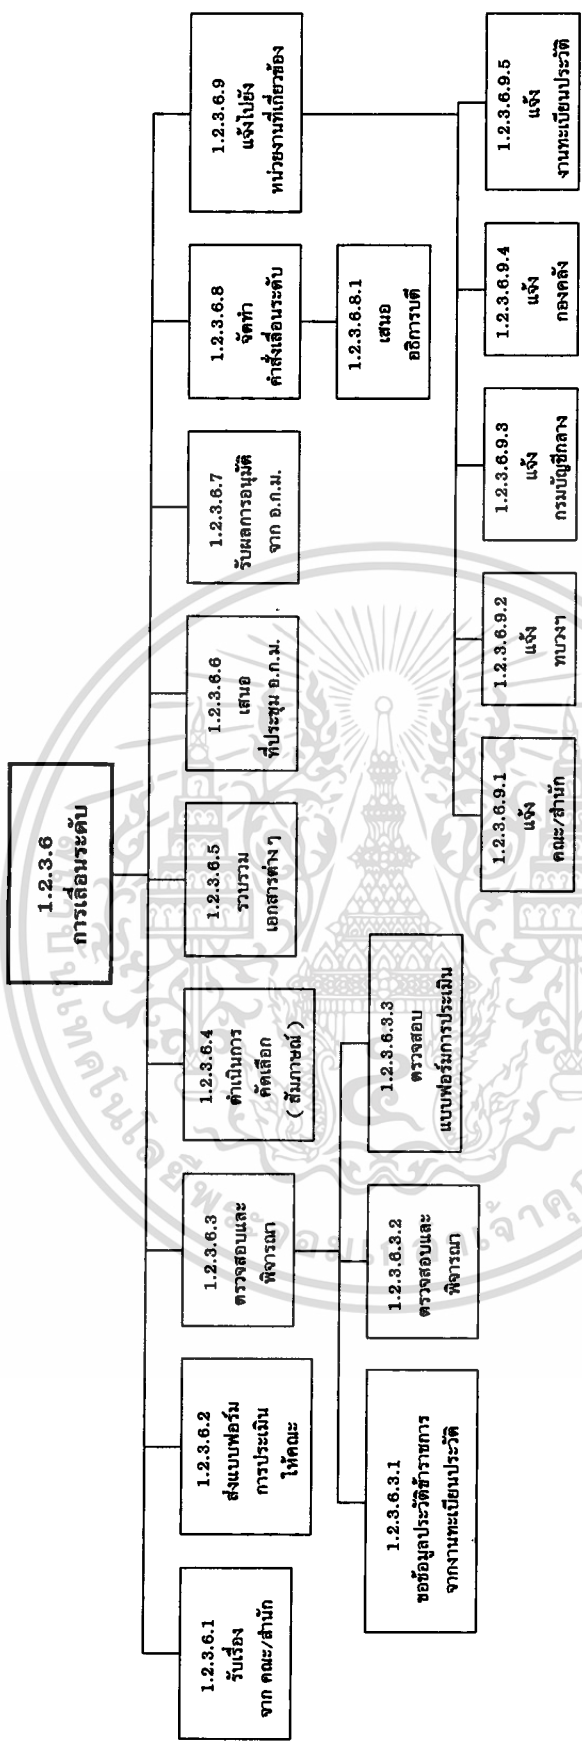 1.2.3.6
การเลื่อนระดับ
1.2.3.6.1
รับเรื่อง
จาก คณะ/สำนัก
1.2.3.6.2
ส่งแบบฟอร์ม
การประเมิน
ให้คณะ
1.2.3.6.3
ตรวจสอบและ
พิจารณา
1.2.3.6.4
ดำเนินการ
คัดเลือก
( สัมภาษณ์ )
1.2.3.6.5
รวบรวม
เอกสารต่าง ๆ
1.2.3.6.6
เสนอ
ที่ประชุม อ.ก.ม.
1.2.3.6.7
รับผลการอนุมัติ
จาก อ.ก.ม.
1.2.3.6.8
จัดทำ
คำสั่งเลื่อนระดับ
1.2.3.6.9
แจ้งไปยัง
หน่วยงานที่เกี่ยวข้อง
1.2.3.6.3.1
ขอข้อมูลประวัติข้าราชการ
จากงานทะเบียนประวัติ
1.2.3.6.3.2
ตรวจสอบและ
พิจารณา
1.2.3.6.3.3
ตรวจสอบ
แบบฟอร์มการประเมิน
1.2.3.6.8.1
เสนอ
อธิการบดี
1.2.3.6.9.1
แจ้ง
คณะ/สำนัก
1.2.3.6.9.2
แจ้ง
ทบวงฯ
1.2.3.6.9.3
แจ้ง
กรมบัญชีกลาง
1.2.3.6.9.4
แจ้ง
กองคลัง
1.2.3.6.9.5
แจ้ง
งานทะเบียนประวัติ